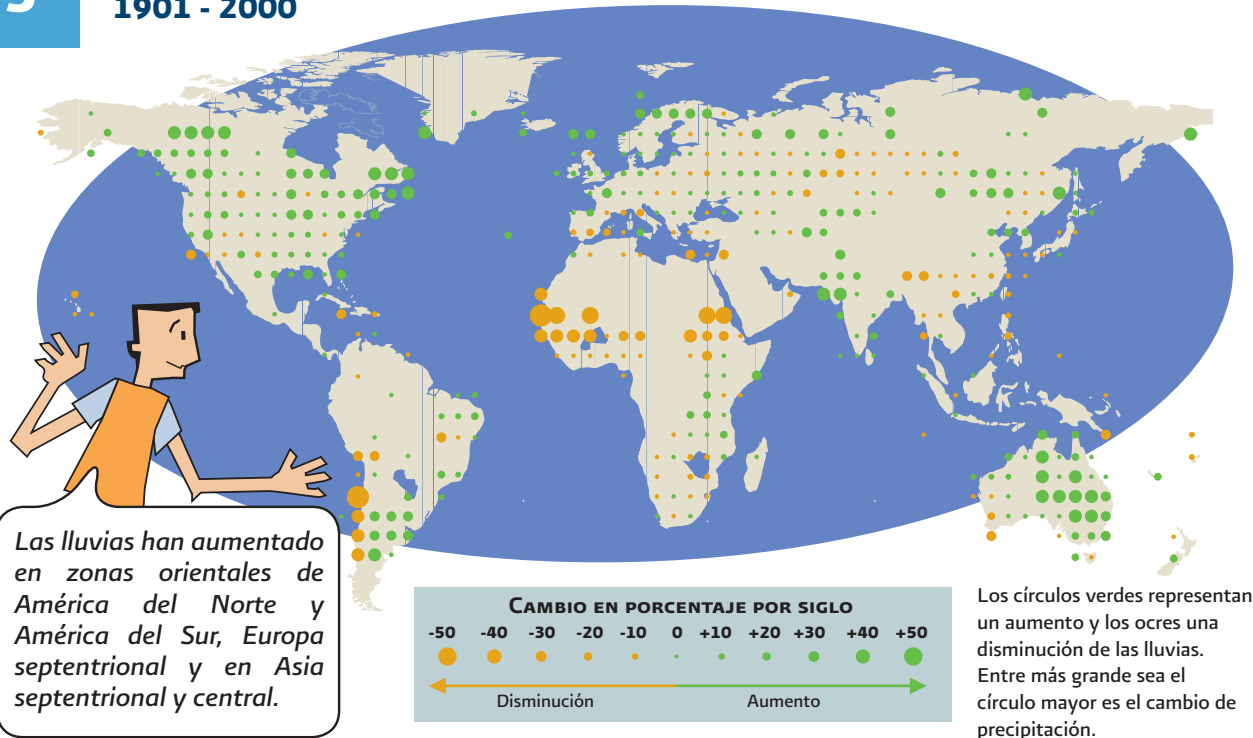 1901 - 2000
Las lluvias han aumentado
en zonas orientales de
América del Norte y
América del Sur, Europa
septentrional y en Asia
septentrional y central.
CAMBIO EN PORCENTAJE POR SIGLO
-50 -40 -30 -20 -10 0 +10 +20 +30 +40 +50
Disminución Aumento
Los círculos verdes representan
un aumento y los ocres una
disminución de las lluvias.
Entre más grande sea el
círculo mayor es el cambio de
precipitación.